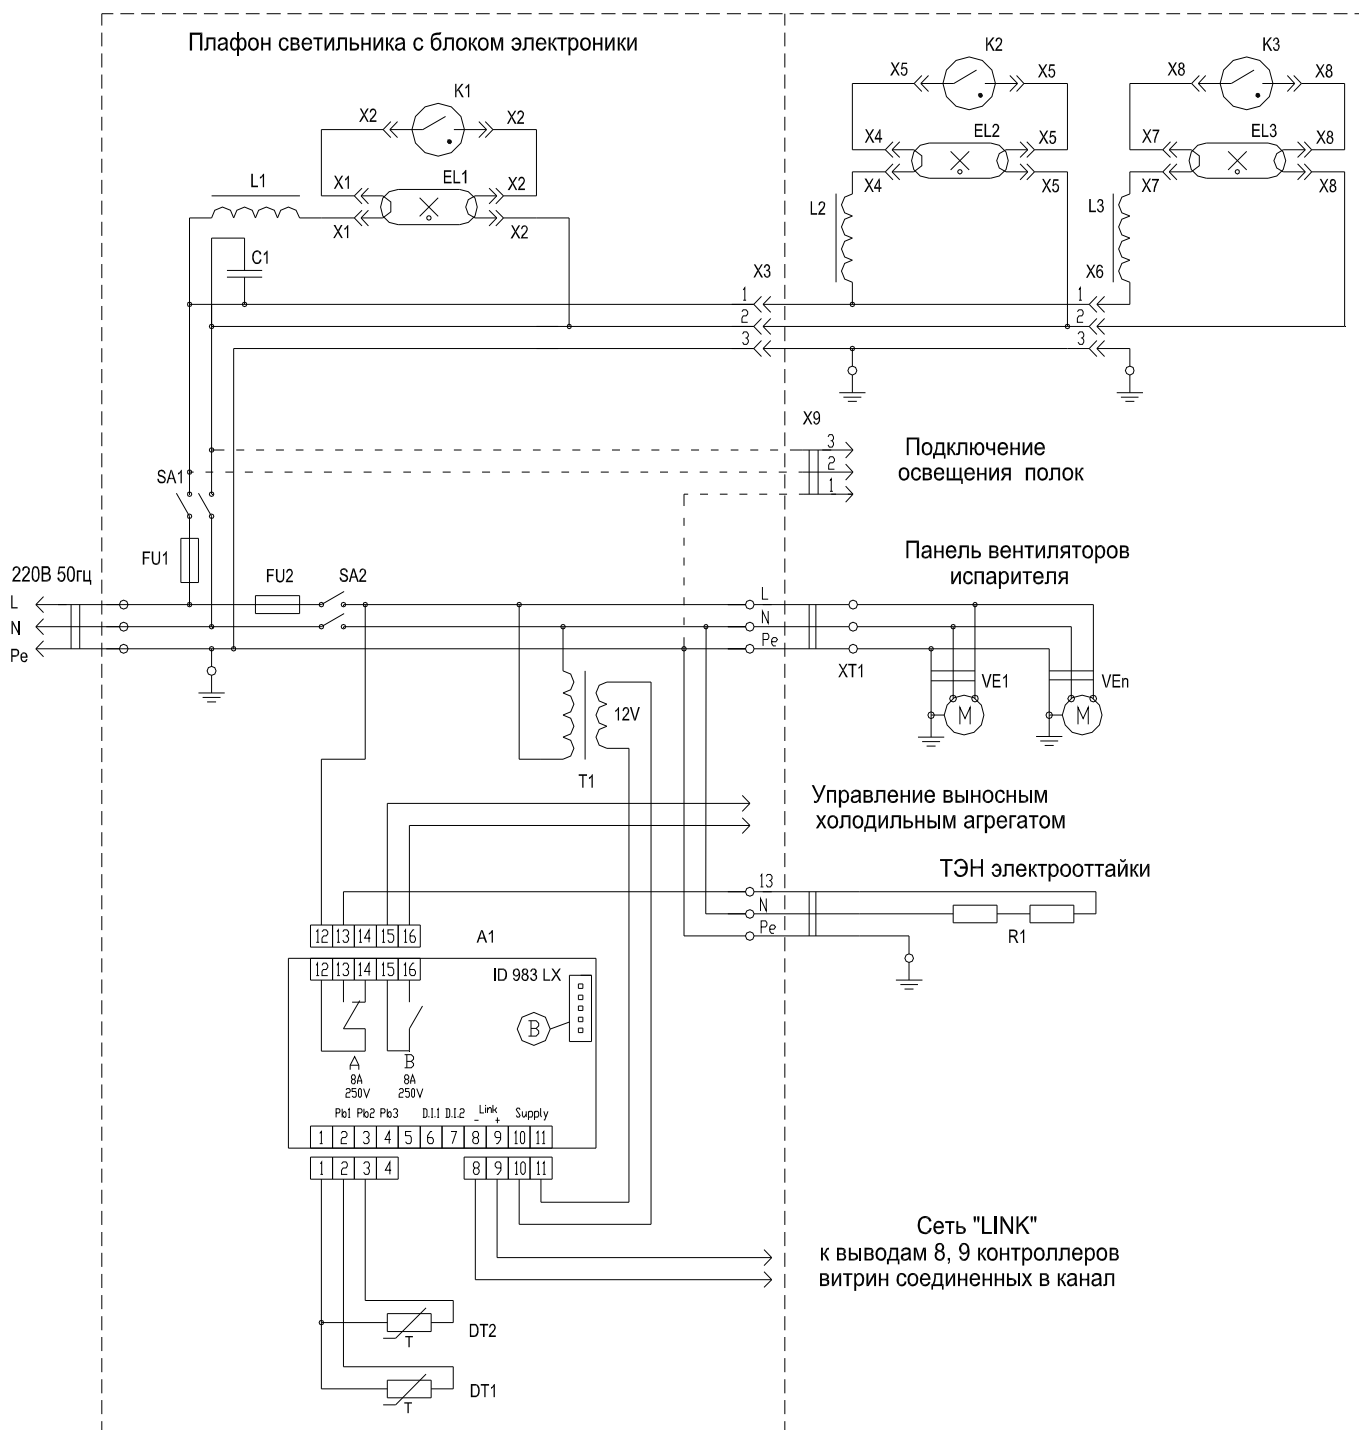 Плафон светильника с блоком электроники
K1
X2 X2
L1
X1 EL1 X2
X1 X2
C1
K2
X5 X5
X4 EL2 X5
X4 X5
L2
K3
X8 X8
X7 EL3 X8
X7 X8
L3
X3
X6
1 1
2 2
3 3
X9
3
2
1
Подключение
освещения полок
SA1
FU1
220В 50гц
FU2 SA2
L
N
Pe
L
N
Pe
XT1
Панель вентиляторов
испарителя
VE1 VEn
M M
12V
T1
Управление выносным
холодильным агрегатом
ТЭН электрооттайки
13
N
Pe
R1
12 13 14 15 16
A1
12 13 14 15 16
ID 983 LX
B
A B
8A 8A
250V 250V
Pb1 Pb2 Pb3 D.I.1 D.I.2 Link Supply
- +
1 2 3 4 5 6 7 8 9 10 11
1 2 3 4 8 9 10 11
Сеть "LINK"
к выводам 8, 9 контроллеров
витрин соединенных в канал
DT2
T
DT1
T